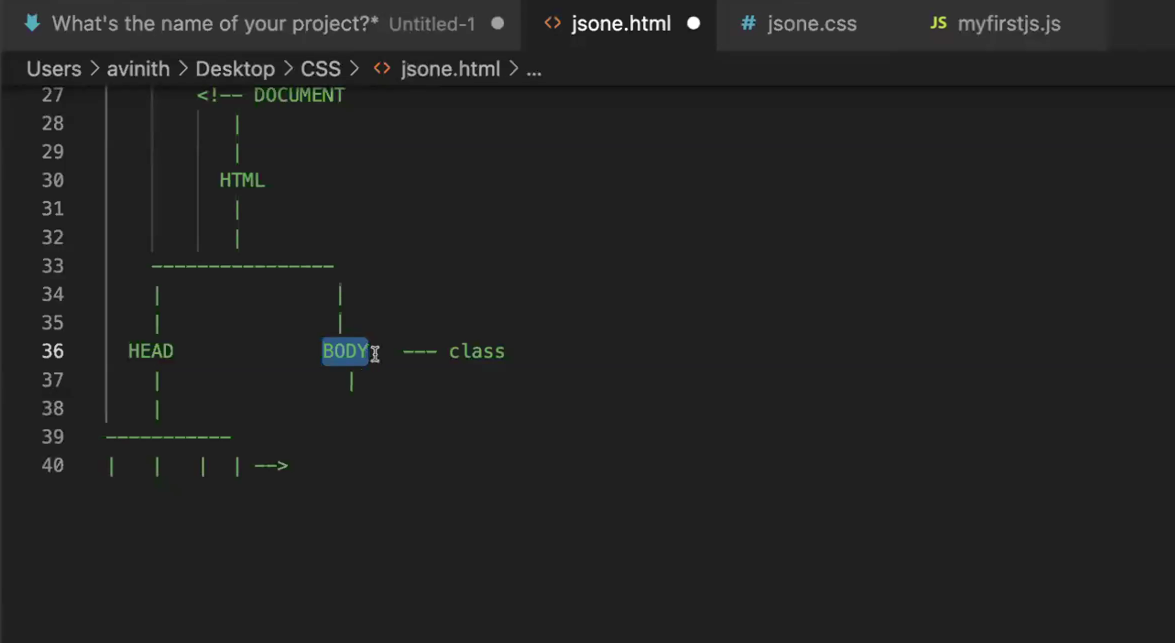 What's the name of your project?* Untitled-1 jsone.html jsone.css JS myfirstjs.js
Users > avinith > Desktop > CSS > jsone.html > ...
27 <!-- DOCUMENT
28 |
29 |
30 HTML
31 |
32 |
33 ----------------
34 | |
35 | |
36 HEAD BODY --- class
37 | |
38 |
39 -----------
40 | | | | -->